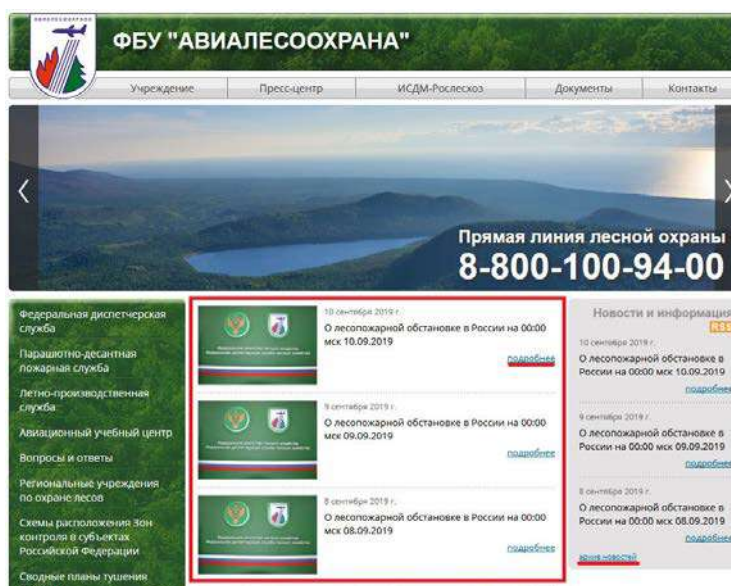 АВИАЛЕСООХРАНА
ФБУ "АВИАЛЕСООХРАНА"
Учреждение
Пресс-центр
ИСДМ-Рослесхоз
Документы
Контакты
Прямая линия лесной охраны
8-800-100-94-00
Федеральная диспетчерская
служба
Парашютно-десантная
пожарная служба
Летно-производственная
служба
Авиационный учебный центр
Вопросы и ответы
Региональные учреждения
по охране лесов
Схемы расположения Зон
контроля в субъектах
Российской Федерации
Сводные планы тушения
10 сентября 2019 г.
О лесопожарной обстановке в России на 00:00
мск 10.09.2019
подробнее
9 сентября 2019 г.
О лесопожарной обстановке в России на 00:00
мск 09.09.2019
подробнее
8 сентября 2019 г.
О лесопожарной обстановке в России на 00:00
мск 08.09.2019
подробнее
Новости и информация
RSS
10 сентября 2019 г.
О лесопожарной обстановке в
России на 00:00 мск 10.09.2019
подробнее
9 сентября 2019 г.
О лесопожарной обстановке в
России на 00:00 мск 09.09.2019
подробнее
8 сентября 2019 г.
О лесопожарной обстановке в
России на 00:00 мск 08.09.2019
подробнее
архив новостей